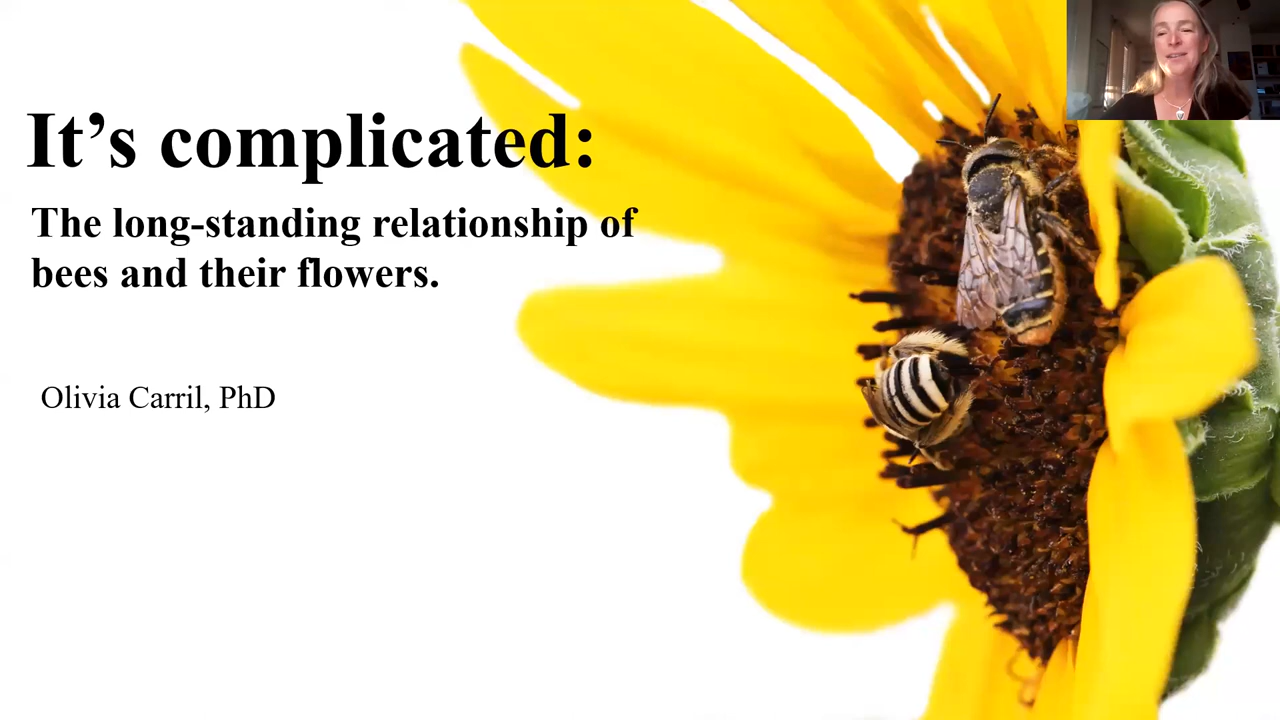 It’s complicated:
The long-standing relationship of
bees and their flowers.
Olivia Carril, PhD